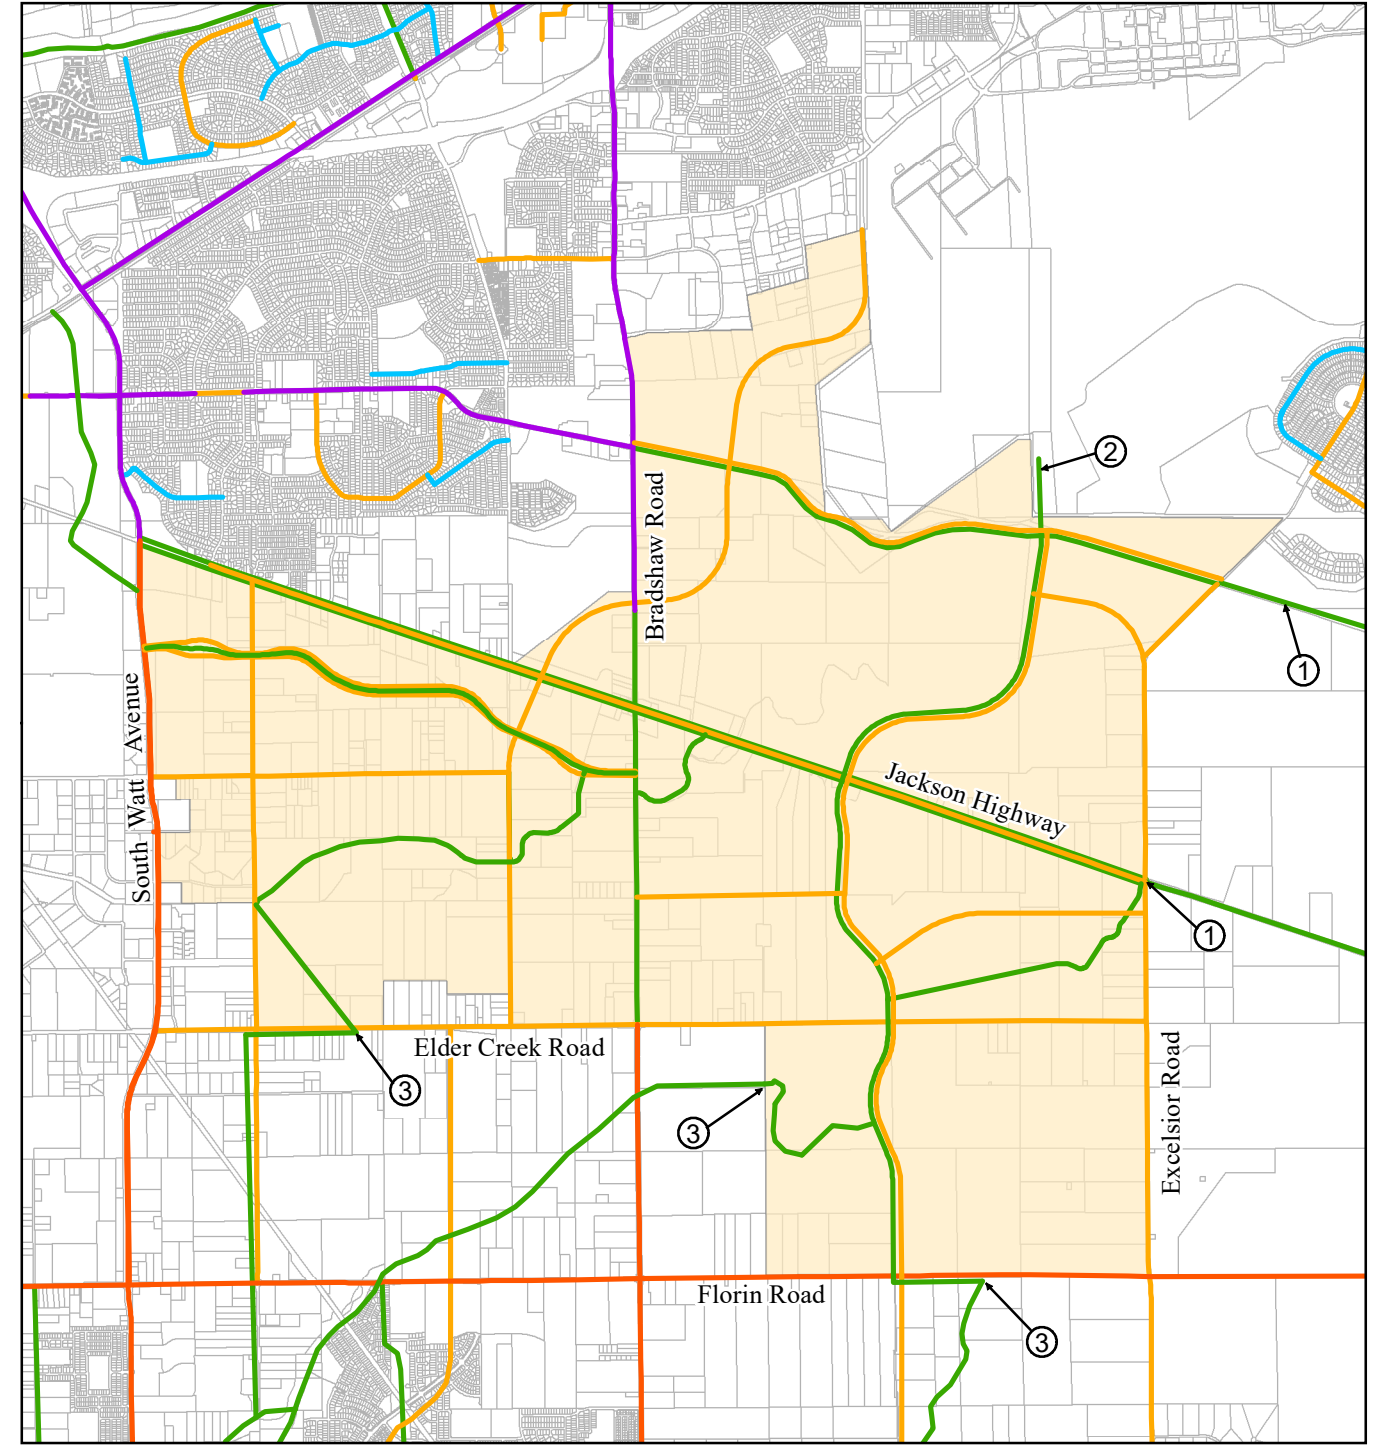 2
Bradshaw Road
1
South Watt Avenue
Jackson Highway
1
Elder Creek Road
3
3
Excelsior Road
Florin Road
3